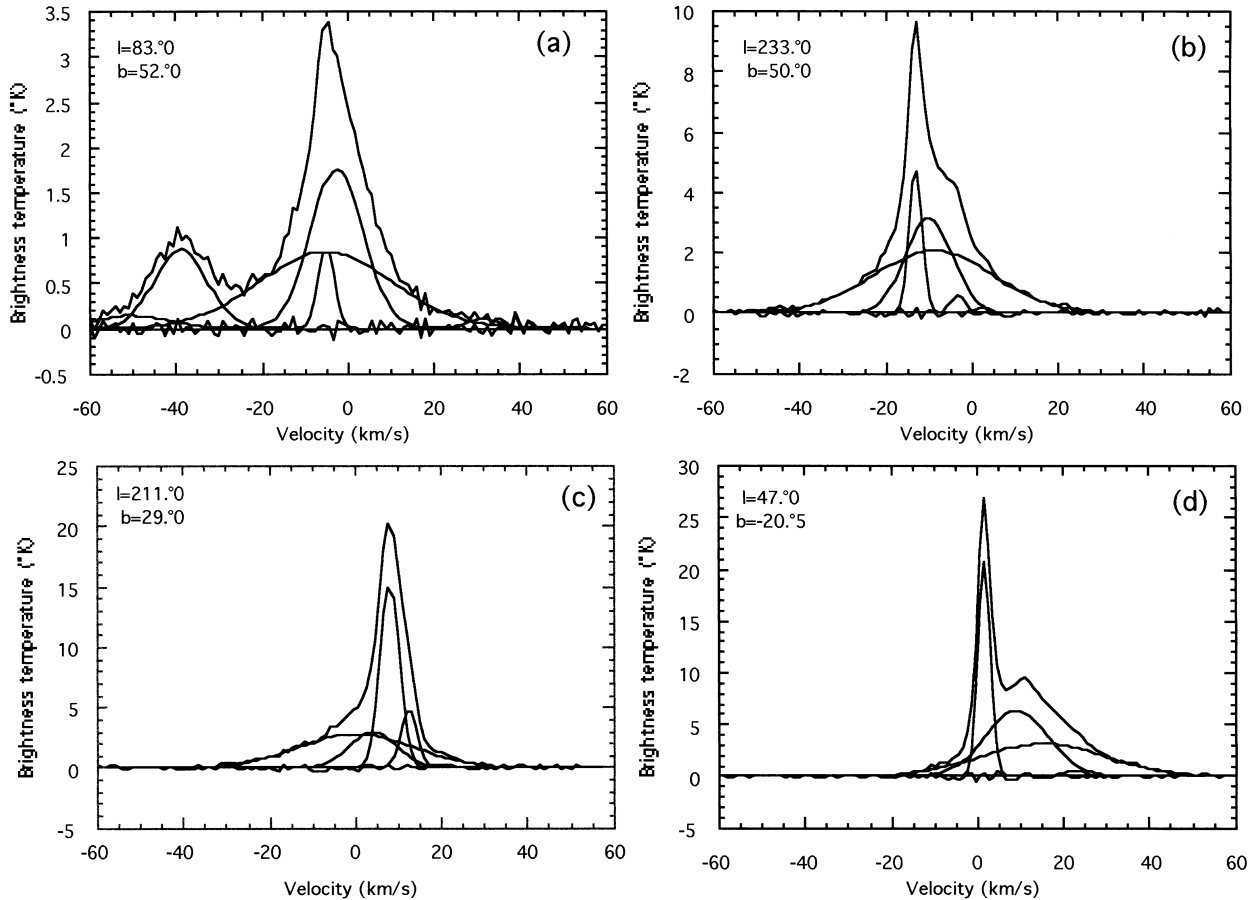 (a)
l=83.°0
b=52.°0
3.5
3
2.5
2
1.5
1
0.5
0
-0.5
-60 -40 -20 0 20 40 60
Velocity (km/s)
Brightness temperature (°K)
(b)
l=233.°0
b=50.°0
10
8
6
4
2
0
-2
-60 -40 -20 0 20 40 60
Velocity (km/s)
Brightness temperature (°K)
(c)
l=211.°0
b=29.°0
25
20
15
10
5
0
-5
-60 -40 -20 0 20 40 60
Velocity (km/s)
Brightness temperature (°K)
(d)
l=47.°0
b=-20.°5
30
25
20
15
10
5
0
-5
-60 -40 -20 0 20 40 60
Velocity (km/s)
Brightness temperature (°K)